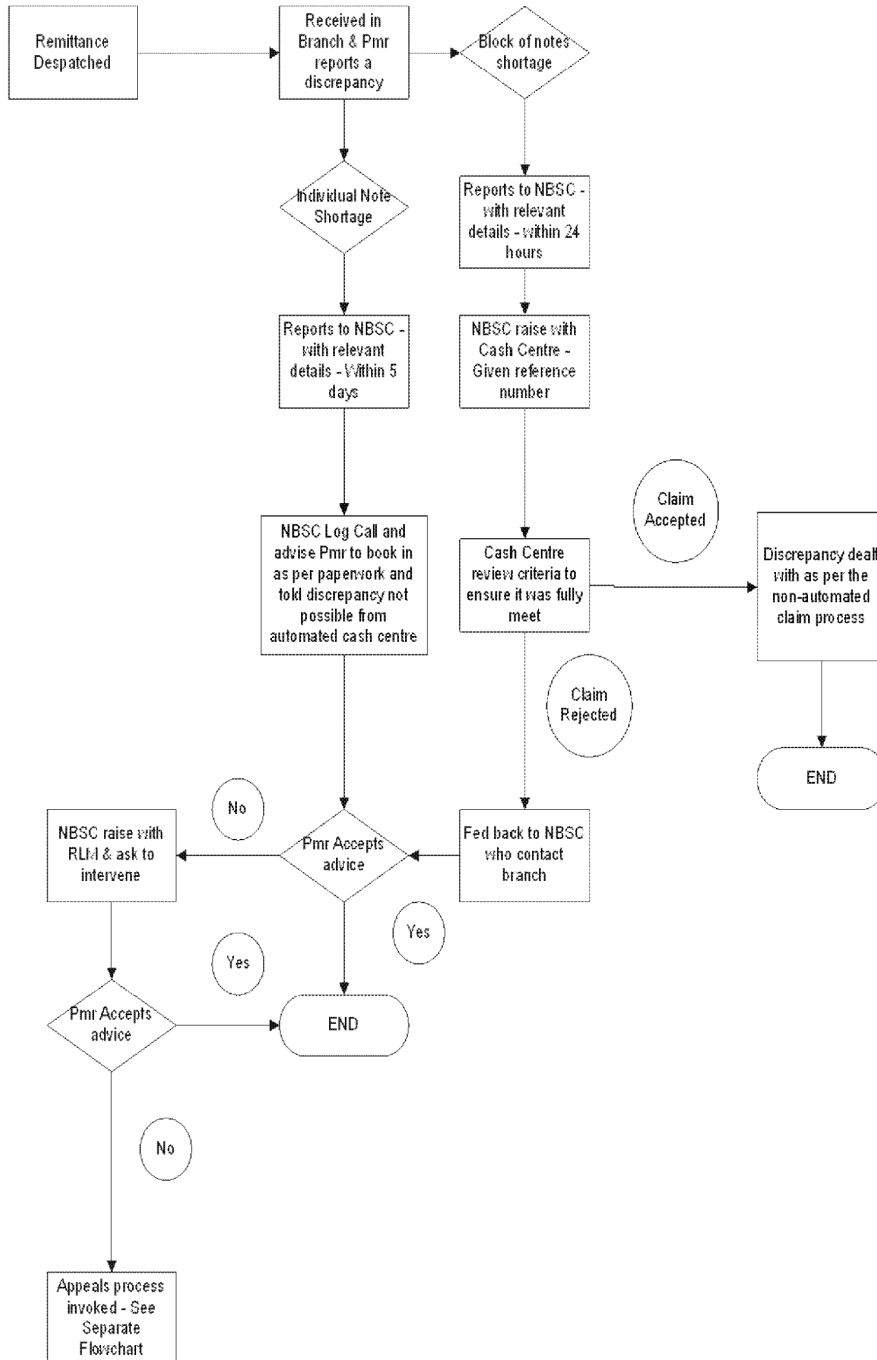 Remittance
Despatched
Received in
Branch & Pmr
reports a
discrepancy
Block of notes
shortage
Individual Note
Shortage
Reports to NBSC -
with relevant
details - within 24
hours
Reports to NBSC -
with relevant
details - Within 5
days
NBSC raise with
Cash Centre -
Given reference
number
NBSC Log Call and
advise Pmr to book in
as per paperwork and
told discrepancy not
possible from
automated cash centre
Cash Centre
review criteria to
ensure it was fully
meet
Claim
Accepted
Discrepancy dealt
with as per the
non-automated
claim process
Claim
Rejected
END
No
NBSC raise with
RLM & ask to
intervene
Pmr Accepts
advice
Fed back to NBSC
who contact
branch
Yes
Yes
Pmr Accepts
advice
END
No
Appeals process
invoked - See
Separate
Flowchart